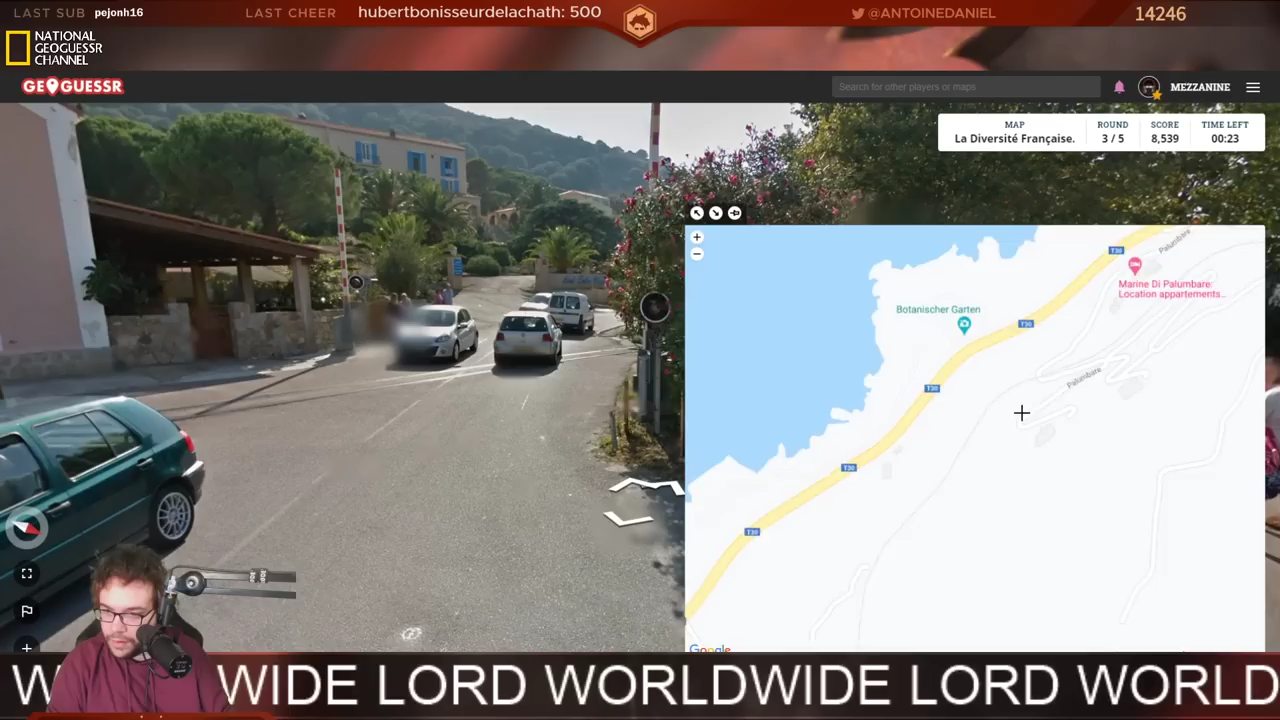 LAST SUB pejonh16
LAST CHEER hubertbonisseurdelachath: 500
@ANTOINEDANIEL
14246
NATIONAL
GEOGUESSR
CHANNEL
GEOGUESSR
Search for other players or maps
MEZZANINE
MAP ROUND SCORE TIME LEFT
La Diversité Française. 3 / 5 8,539 00:23
T30
Palumbare
Marine Di Palumbare:
Location appartements...
Botanischer Garten
T30
T30
Palumbare
T30
T30
Google
WIDE LORD WORLDWIDE LORD WORLD